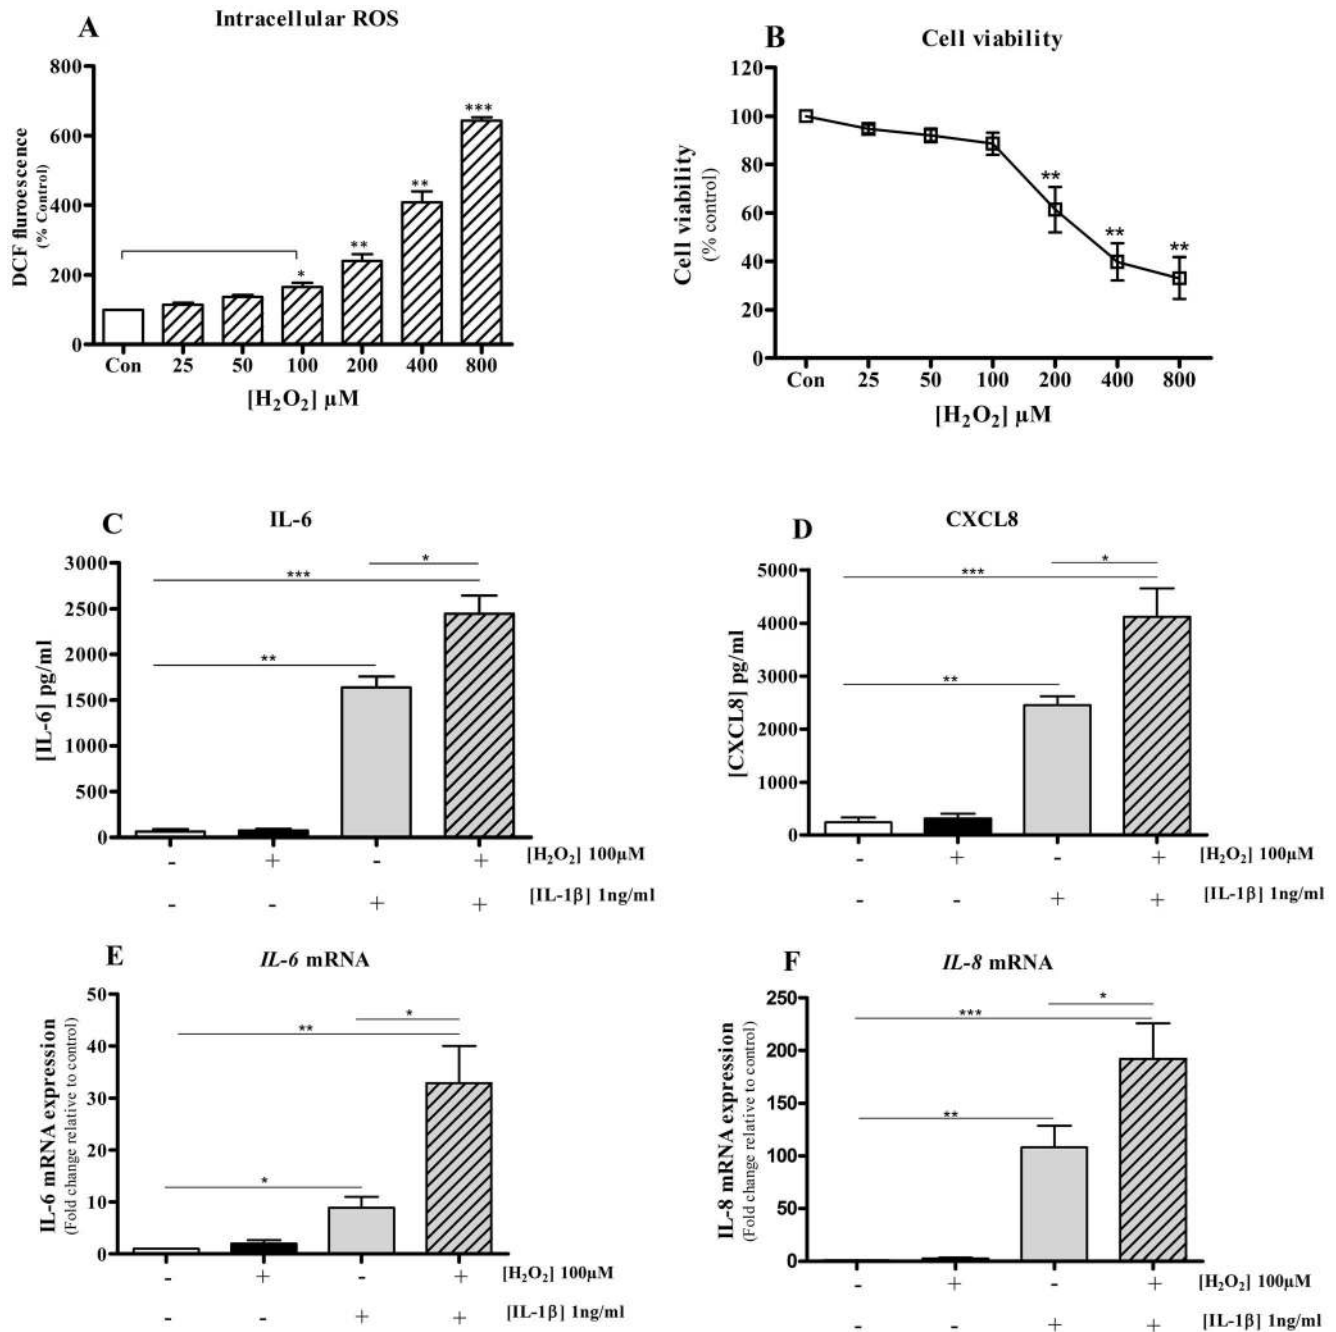 A
Intracellular ROS
DCF fluroescence
(% Control)
800
600
400
200
0
*
**
**
***
Con 25 50 100 200 400 800
[H₂O₂] µM
B
Cell viability
Cell viability
(% control)
120
100
80
60
40
20
0
**
**
**
Con 25 50 100 200 400 800
[H₂O₂] µM
C
IL-6
[IL-6] pg/ml
3000
2500
2000
1500
1000
500
0
*
***
**
- + - + [H₂O₂] 100µM
- - + + [IL-1β] 1ng/ml
D
CXCL8
[CXCL8] pg/ml
5000
4000
3000
2000
1000
0
*
***
**
- + - + [H₂O₂] 100µM
- - + + [IL-1β] 1ng/ml
E
IL-6 mRNA
IL-6 mRNA expression
(Fold change relative to control)
50
40
30
20
10
0
*
**
*
- + - + [H₂O₂] 100µM
- - + + [IL-1β] 1ng/ml
F
IL-8 mRNA
IL-8 mRNA expression
(Fold change relative to control)
250
200
150
100
50
0
*
***
**
- + - + [H₂O₂] 100µM
- - + + [IL-1β] 1ng/ml